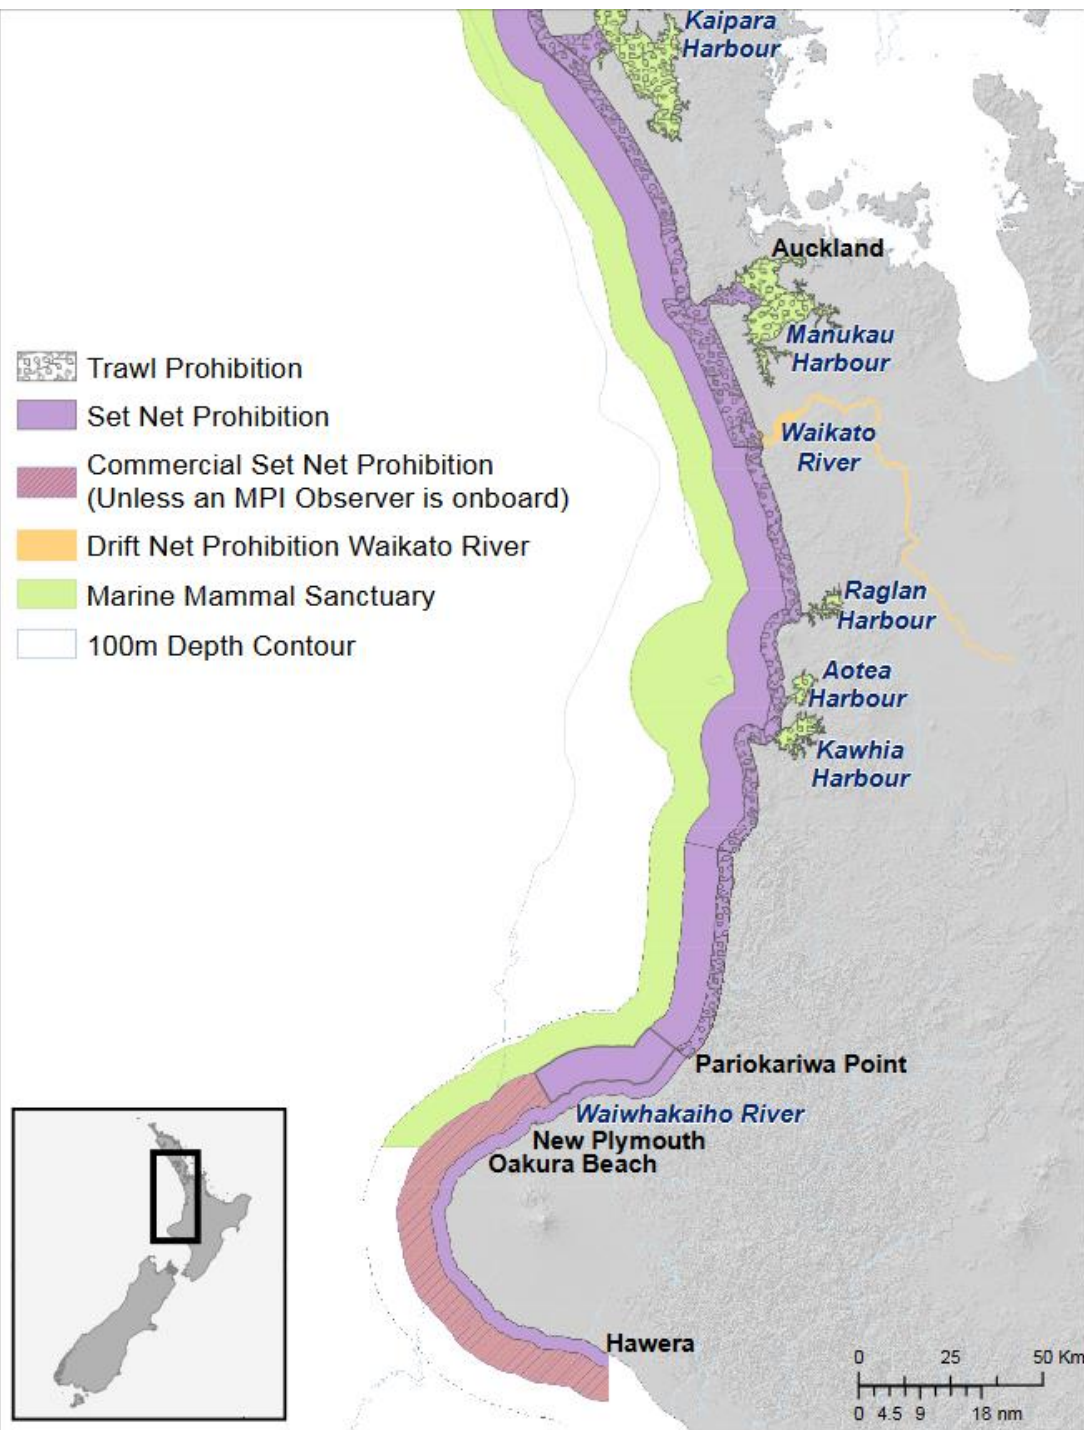 Kaipara
Harbour
Auckland
Manukau
Harbour
Trawl Prohibition
Set Net Prohibition
Commercial Set Net Prohibition
(Unless an MPI Observer is onboard)
Drift Net Prohibition Waikato River
Marine Mammal Sanctuary
100m Depth Contour
Waikato
River
Raglan
Harbour
Aotea
Harbour
Kawhia
Harbour
Pariokariwa Point
Waiwhakaiho River
New Plymouth
Oakura Beach
Hawera
0 25 50 Km
0 4.5 9 18 nm